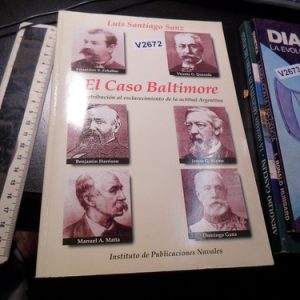 Luis Santiago Sanz
V2672
Estanislao S. Zeballos
Vicente G. Quesada
El Caso Baltimore
Contribución al esclarecimiento de la actitud Argentina
Benjamin Harrison
James G. Blaine
Manuel A. Matta
Domingo Gana
Instituto de Publicaciones Navales
V2673
DIA
LA EVOLU